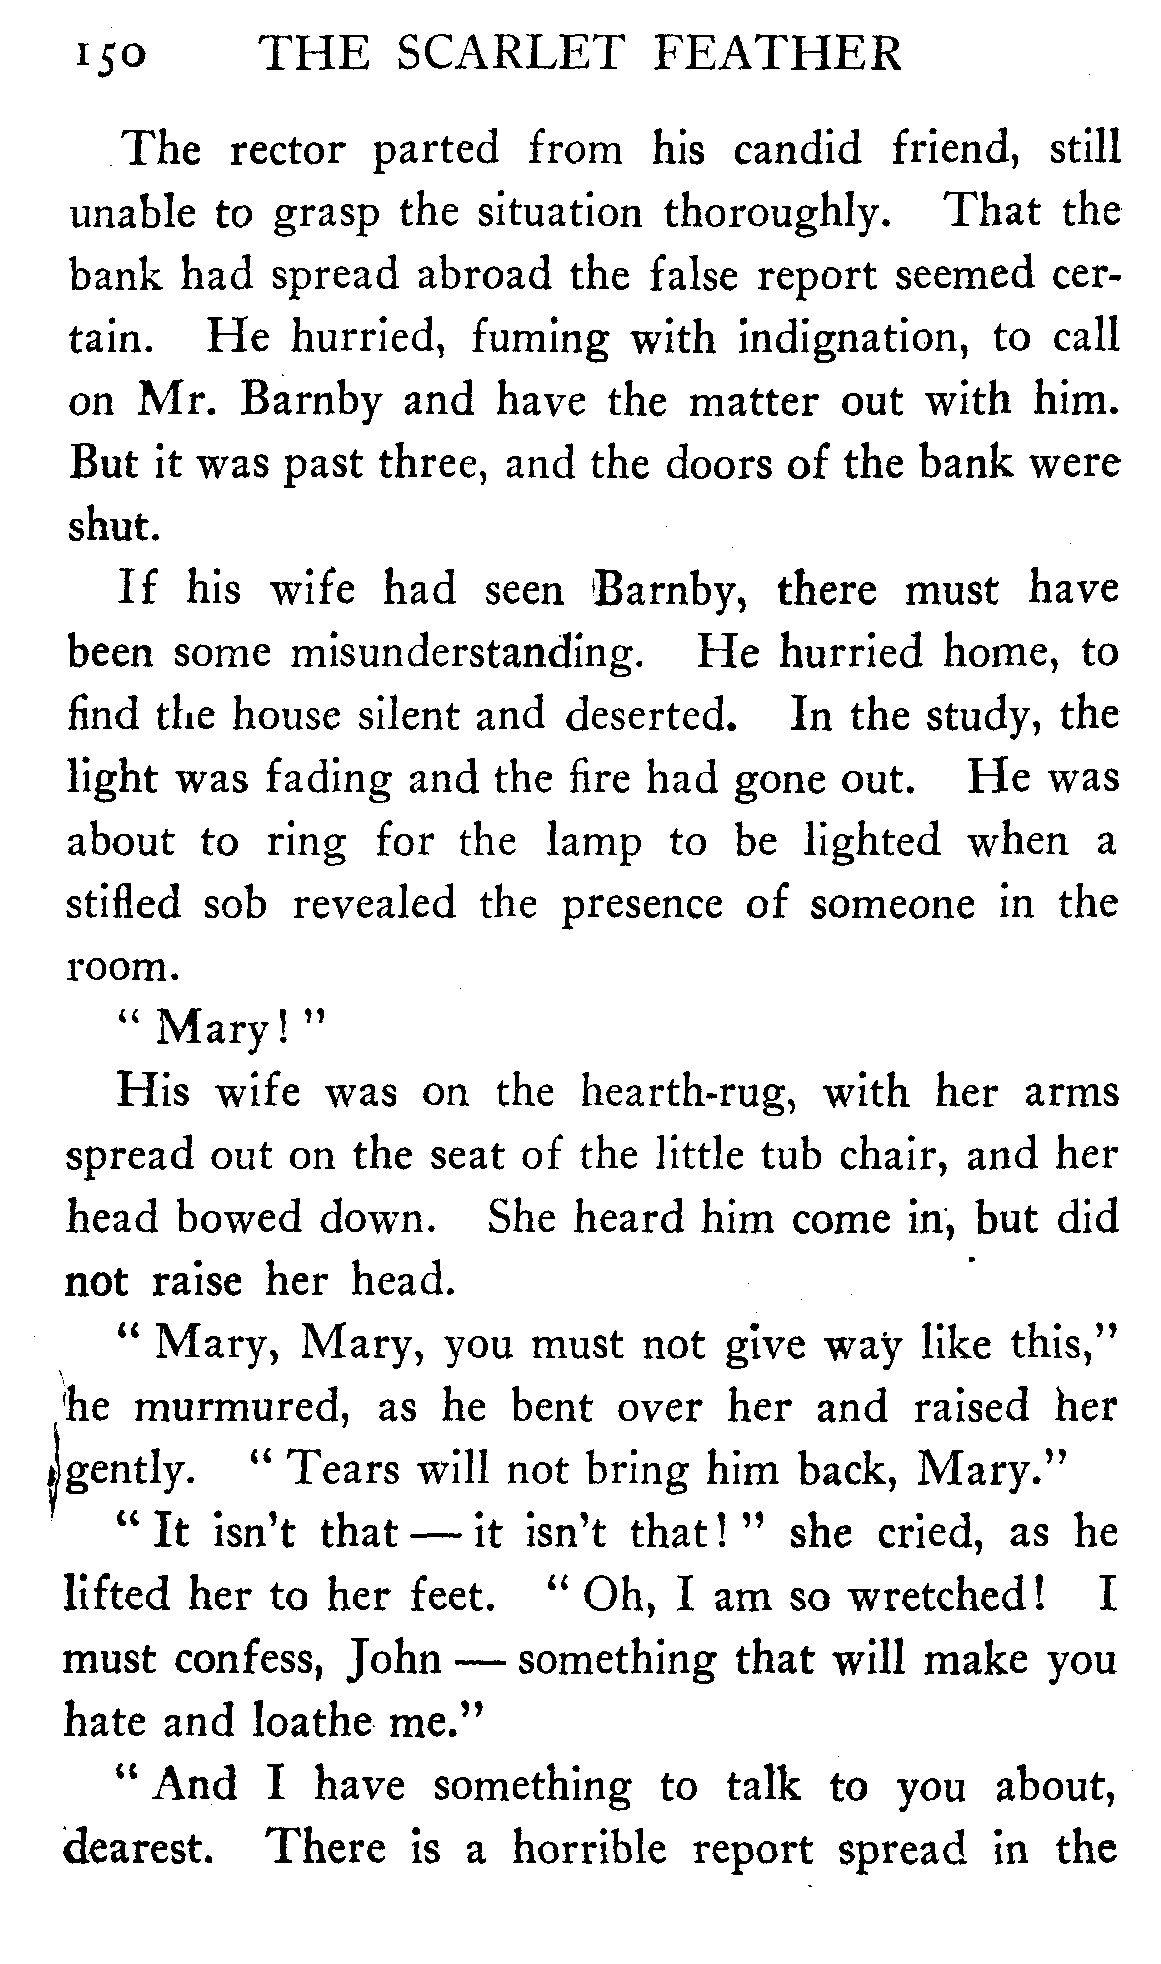 150 THE SCARLET FEATHER
The rector parted from his candid friend, still
unable to grasp the situation thoroughly. That the
bank had spread abroad the false report seemed cer-
tain. He hurried, fuming with indignation, to call
on Mr. Barnby and have the matter out with him.
But it was past three, and the doors of the bank were
shut.
If his wife had seen Barnby, there must have
been some misunderstanding. He hurried home, to
find the house silent and deserted. In the study, the
light was fading and the fire had gone out. He was
about to ring for the lamp to be lighted when a
stifled sob revealed the presence of someone in the
room.
“ Mary! ”
His wife was on the hearth-rug, with her arms
spread out on the seat of the little tub chair, and her
head bowed down. She heard him come in, but did
not raise her head.
“ Mary, Mary, you must not give way like this,”
he murmured, as he bent over her and raised her
gently. “ Tears will not bring him back, Mary.”
“ It isn't that — it isn't that! ” she cried, as he
lifted her to her feet. “ Oh, I am so wretched! I
must confess, John — something that will make you
hate and loathe me.”
“ And I have something to talk to you about,
dearest. There is a horrible report spread in the